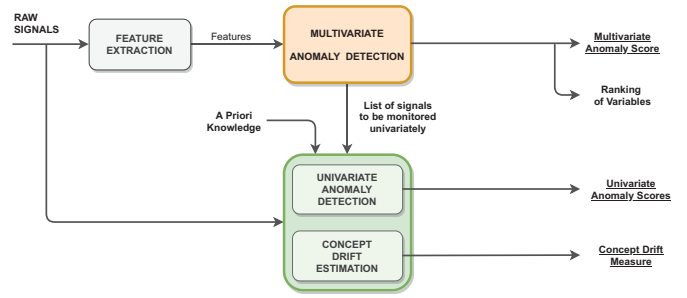 RAW
SIGNALS
FEATURE
EXTRACTION
Features
MULTIVARIATE
ANOMALY DETECTION
Multivariate
Anomaly Score
Ranking
of Variables
List of signals
to be monitored
univariately
A Priori
Knowledge
UNIVARIATE
ANOMALY
DETECTION
Univariate
Anomaly Scores
CONCEPT
DRIFT
ESTIMATION
Concept Drift
Measure